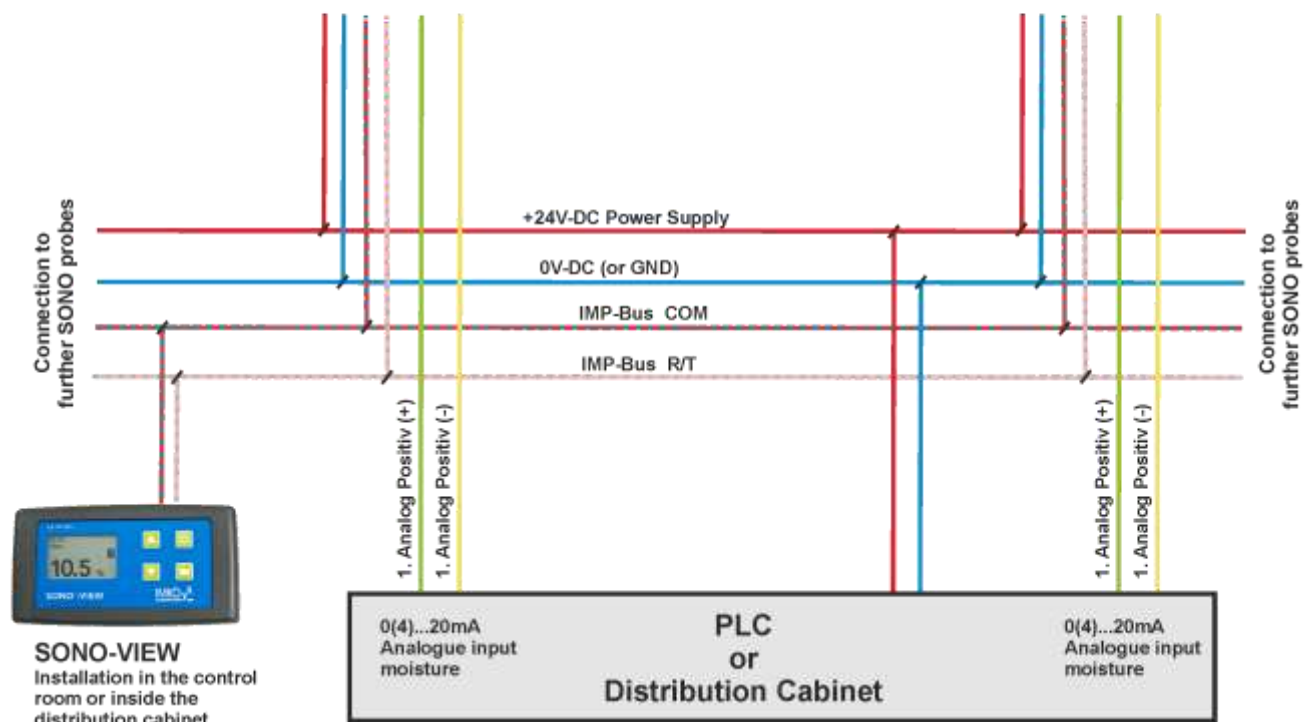 +24V-DC Power Supply
0V-DC (or GND)
IMP-Bus COM
IMP-Bus R/T
Connection to
further SONO probes
Connection to
further SONO probes
1. Analog Positiv (+)
1. Analog Positiv (-)
1. Analog Positiv (+)
1. Analog Positiv (-)
10.5 %
SONO-VIEW
IMKO
SONO-VIEW
Installation in the control
room or inside the
distribution cabinet
0(4)...20mA
Analogue input
moisture
PLC
or
Distribution Cabinet
0(4)...20mA
Analogue input
moisture